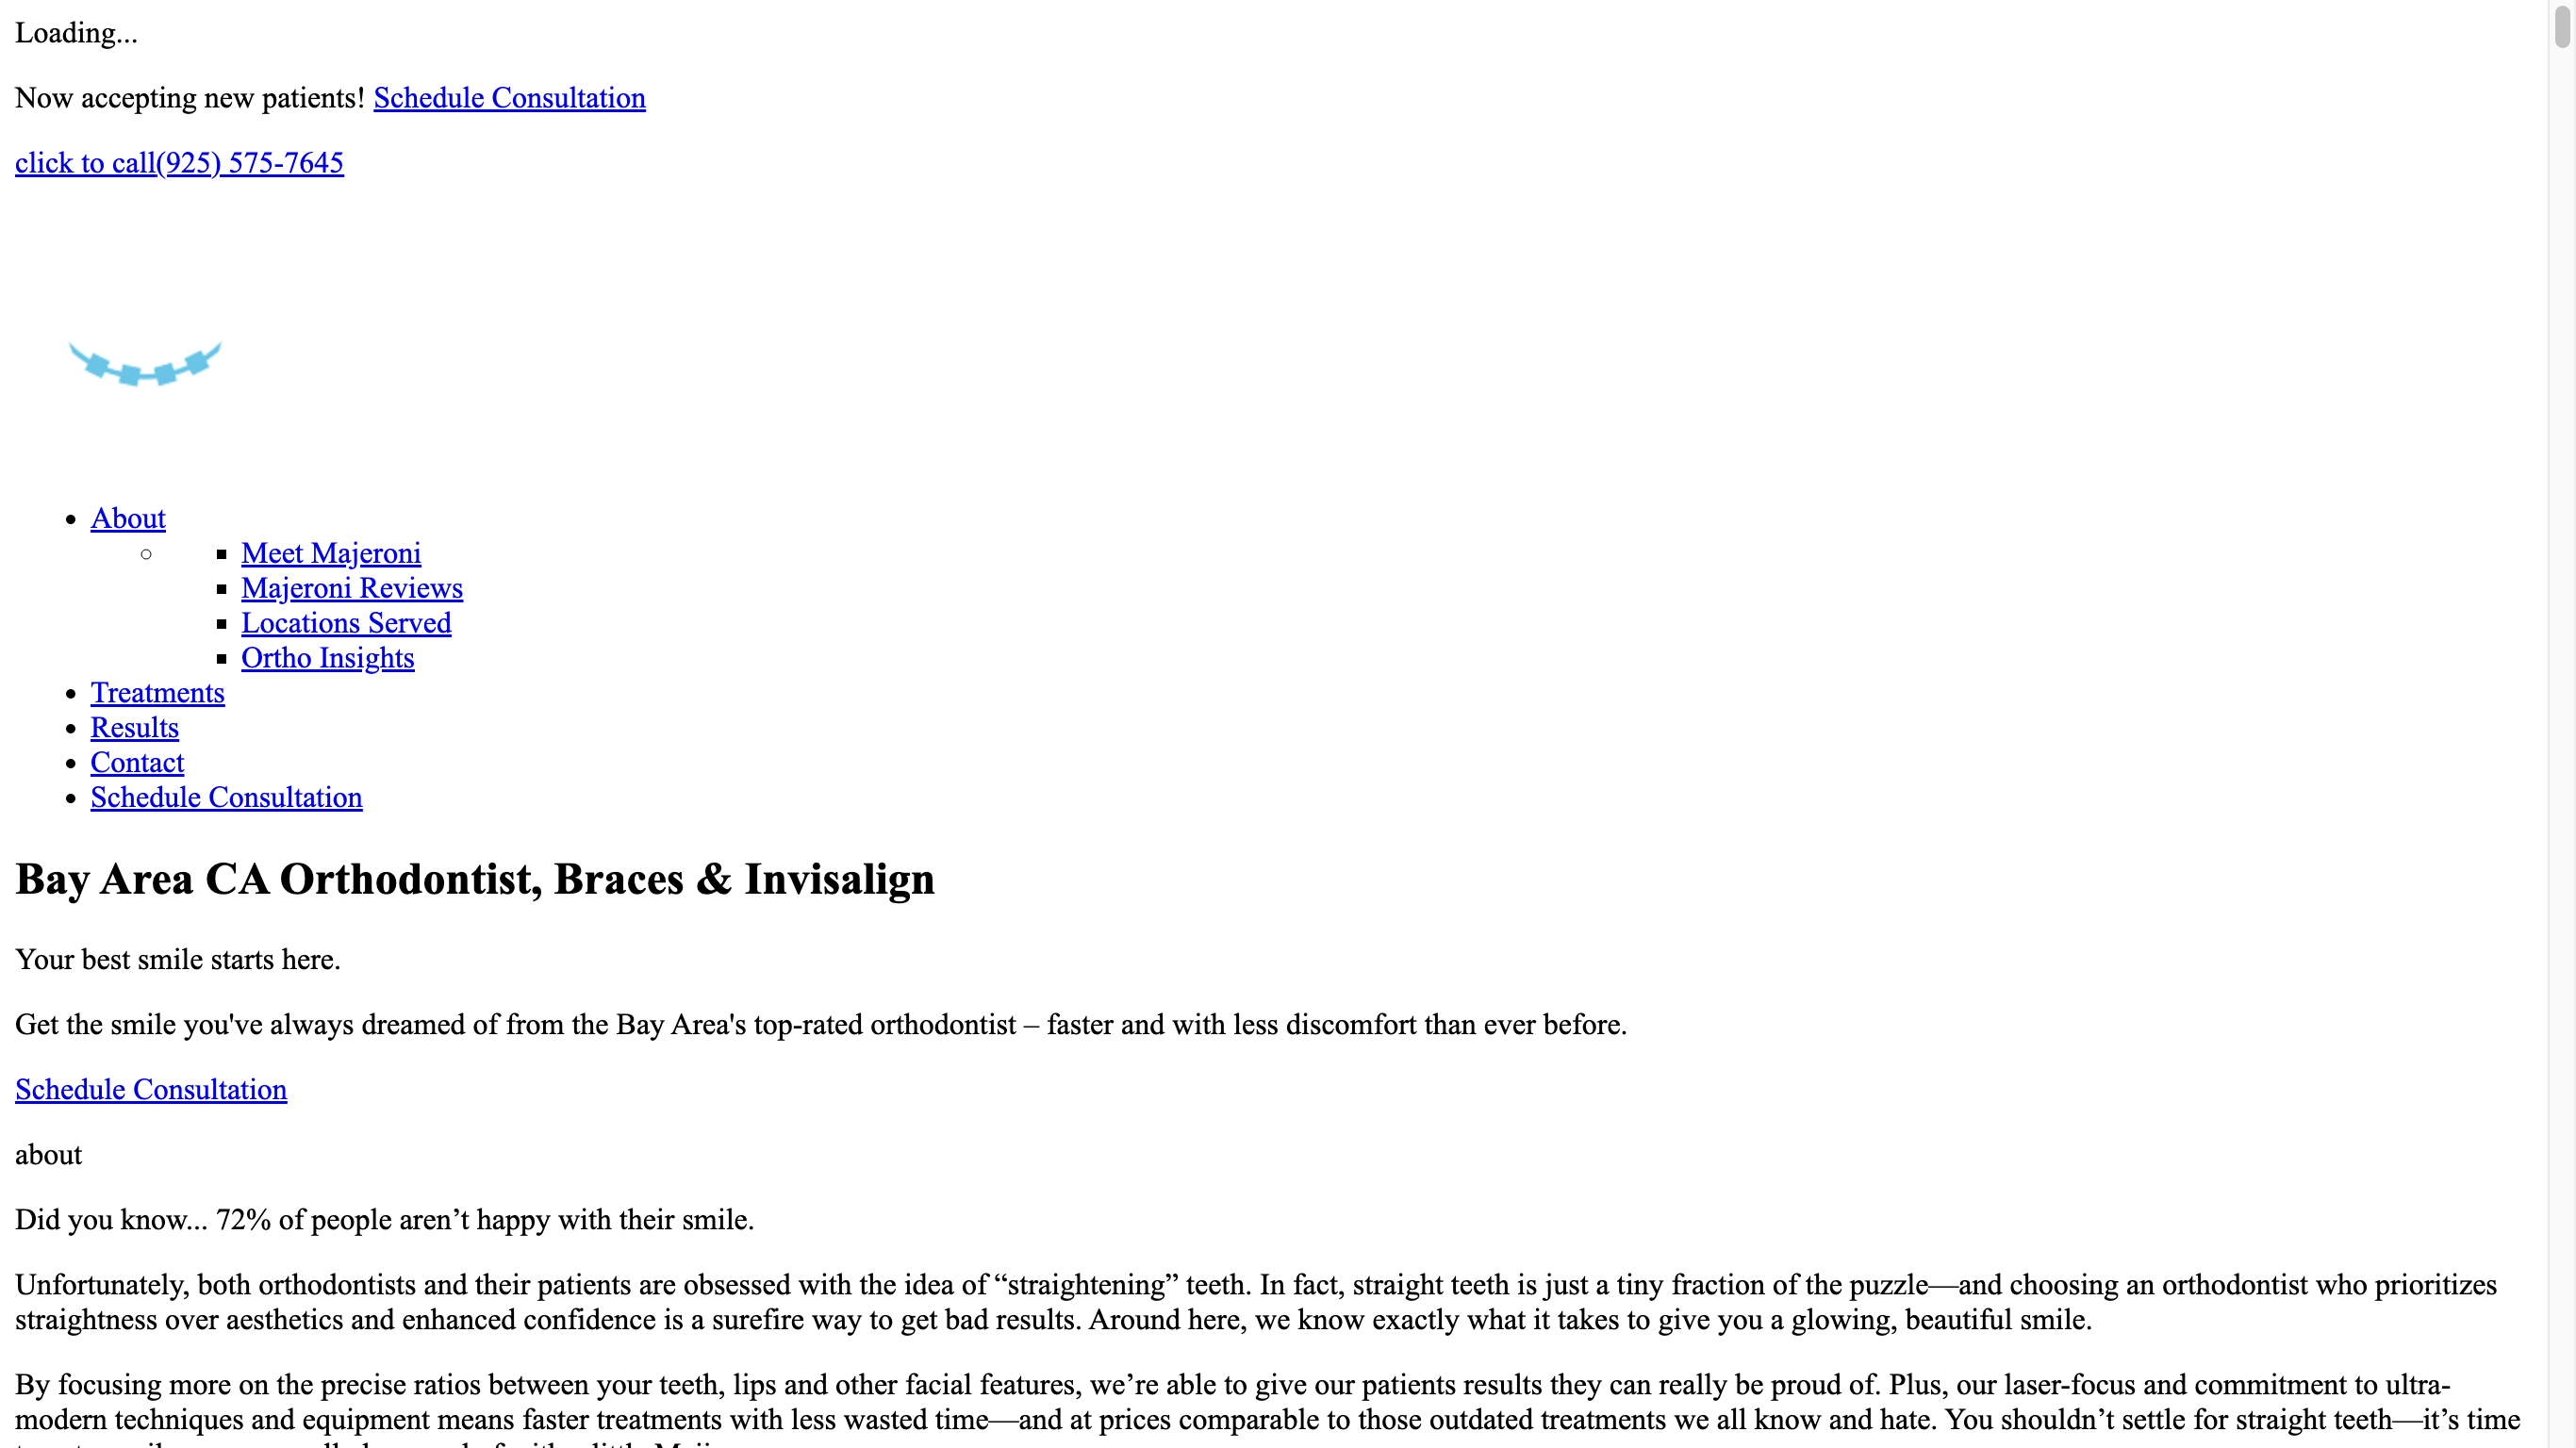 Loading...
Now accepting new patients! Schedule Consultation
click to call(925) 575-7645
About
Meet Majeroni
Majeroni Reviews
Locations Served
Ortho Insights
Treatments
Results
Contact
Schedule Consultation
Bay Area CA Orthodontist, Braces & Invisalign
Your best smile starts here.
Get the smile you've always dreamed of from the Bay Area's top-rated orthodontist – faster and with less discomfort than ever before.
Schedule Consultation
about
Did you know... 72% of people aren’t happy with their smile.
Unfortunately, both orthodontists and their patients are obsessed with the idea of “straightening” teeth. In fact, straight teeth is just a tiny fraction of the puzzle—and choosing an orthodontist who prioritizes
straightness over aesthetics and enhanced confidence is a surefire way to get bad results. Around here, we know exactly what it takes to give you a glowing, beautiful smile.
By focusing more on the precise ratios between your teeth, lips and other facial features, we’re able to give our patients results they can really be proud of. Plus, our laser-focus and commitment to ultra-
modern techniques and equipment means faster treatments with less wasted time—and at prices comparable to those outdated treatments we all know and hate. You shouldn’t settle for straight teeth—it’s time